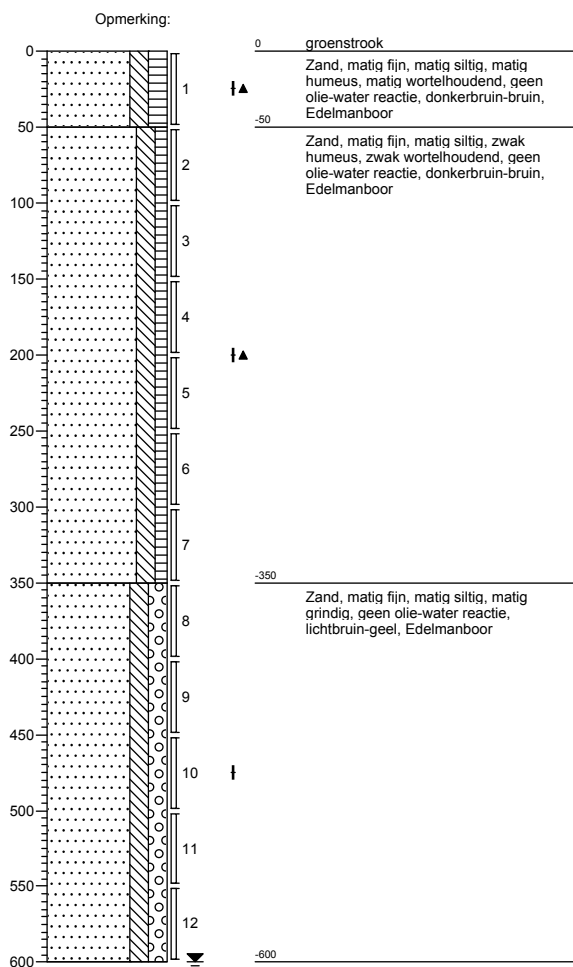 Opmerking:
0
0
groenstrook
Zand, matig fijn, matig siltig, matig
humeus, matig wortelhoudend, geen
olie-water reactie, donkerbruin-bruin,
Edelmanboor
1
50
-50
Zand, matig fijn, matig siltig, zwak
humeus, zwak wortelhoudend, geen
olie-water reactie, donkerbruin-bruin,
Edelmanboor
2
100
3
150
4
200
5
250
6
300
7
350
-350
Zand, matig fijn, matig siltig, matig
grindig, geen olie-water reactie,
lichtbruin-geel, Edelmanboor
8
400
9
450
10
500
11
550
12
600
-600